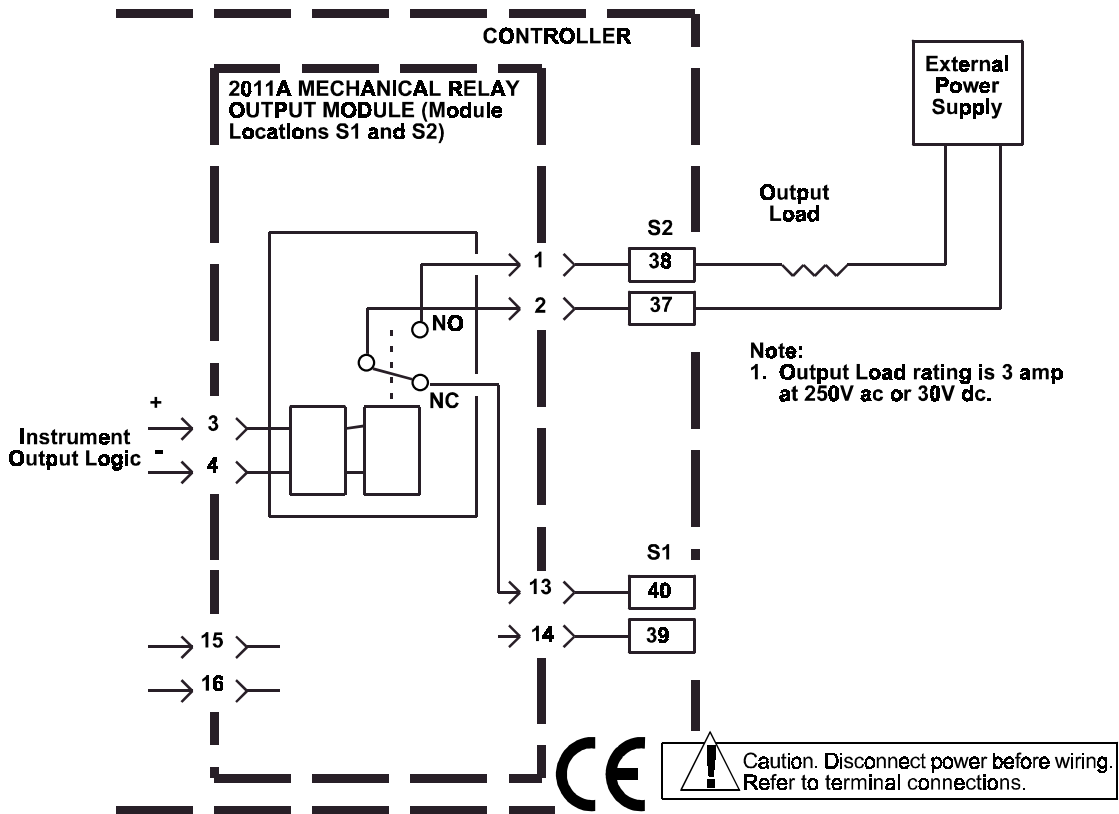 CONTROLLER
2011A MECHANICAL RELAY
OUTPUT MODULE (Module
Locations S1 and S2)
External
Power
Supply
Output
Load
S2
1
38
2
37
NO
NC
Note:
1. Output Load rating is 3 amp
at 250V ac or 30V dc.
+
3
Instrument
Output Logic
-
4
S1
13
40
14
39
15
16
CE
!
Caution. Disconnect power before wiring.
Refer to terminal connections.